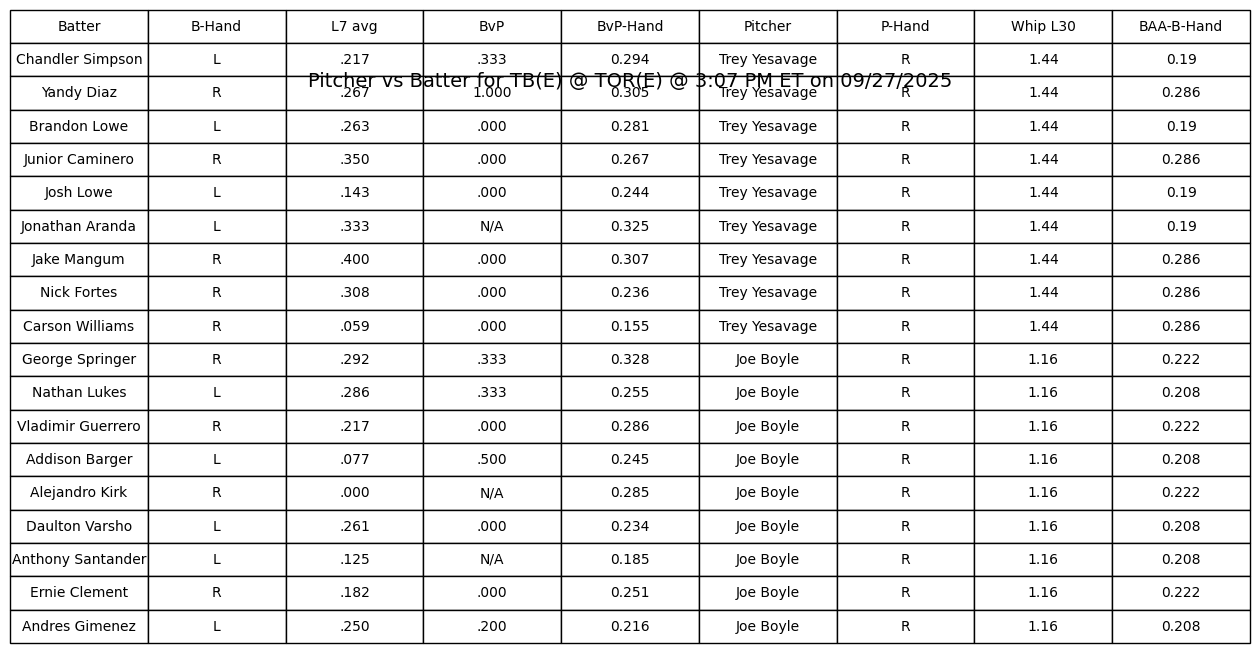 Batter B-Hand L7 avg BvP BvP-Hand Pitcher P-Hand Whip L30 BAA-B-Hand
Chandler Simpson L .217 .333 0.294 Trey Yesavage R 1.44 0.19
Pitcher vs Batter for TB(E) @ TOR(E) @ 3:07 PM ET on 09/27/2025
Yandy Diaz R .267 1.000 0.305 Trey Yesavage R 1.44 0.286
Brandon Lowe L .263 .000 0.281 Trey Yesavage R 1.44 0.19
Junior Caminero R .350 .000 0.267 Trey Yesavage R 1.44 0.286
Josh Lowe L .143 .000 0.244 Trey Yesavage R 1.44 0.19
Jonathan Aranda L .333 N/A 0.325 Trey Yesavage R 1.44 0.19
Jake Mangum R .400 .000 0.307 Trey Yesavage R 1.44 0.286
Nick Fortes R .308 .000 0.236 Trey Yesavage R 1.44 0.286
Carson Williams R .059 .000 0.155 Trey Yesavage R 1.44 0.286
George Springer R .292 .333 0.328 Joe Boyle R 1.16 0.222
Nathan Lukes L .286 .333 0.255 Joe Boyle R 1.16 0.208
Vladimir Guerrero R .217 .000 0.286 Joe Boyle R 1.16 0.222
Addison Barger L .077 .500 0.245 Joe Boyle R 1.16 0.208
Alejandro Kirk R .000 N/A 0.285 Joe Boyle R 1.16 0.222
Daulton Varsho L .261 .000 0.234 Joe Boyle R 1.16 0.208
Anthony Santander L .125 N/A 0.185 Joe Boyle R 1.16 0.208
Ernie Clement R .182 .000 0.251 Joe Boyle R 1.16 0.222
Andres Gimenez L .250 .200 0.216 Joe Boyle R 1.16 0.208